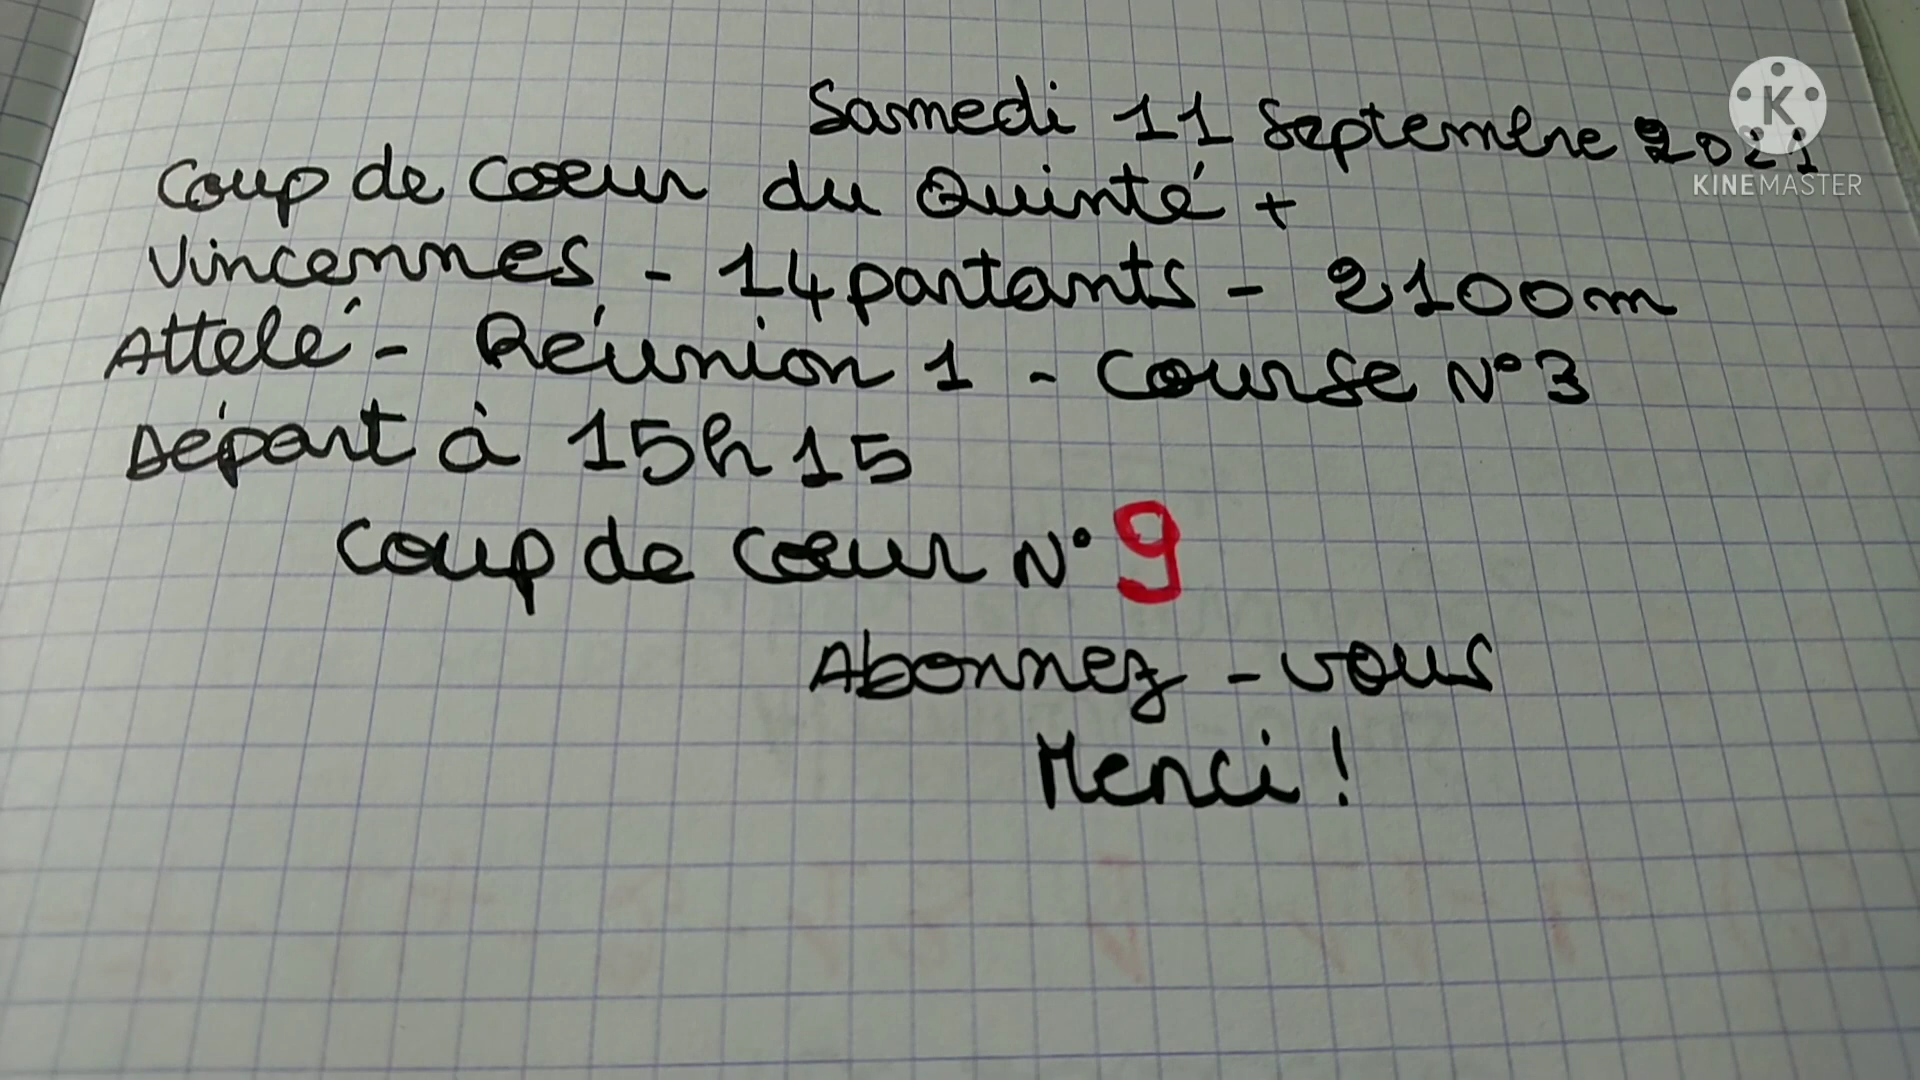 Samedi 11 Septembre 2021
Coup de Coeur du Quinté +
Vincennes - 14 partants - 2100m
Attelé - Réunion 1 - Course N°3
Départ à 15h15
Coup de Coeur N° 9
Abonnez-vous
Merci !
K
KINEMASTER